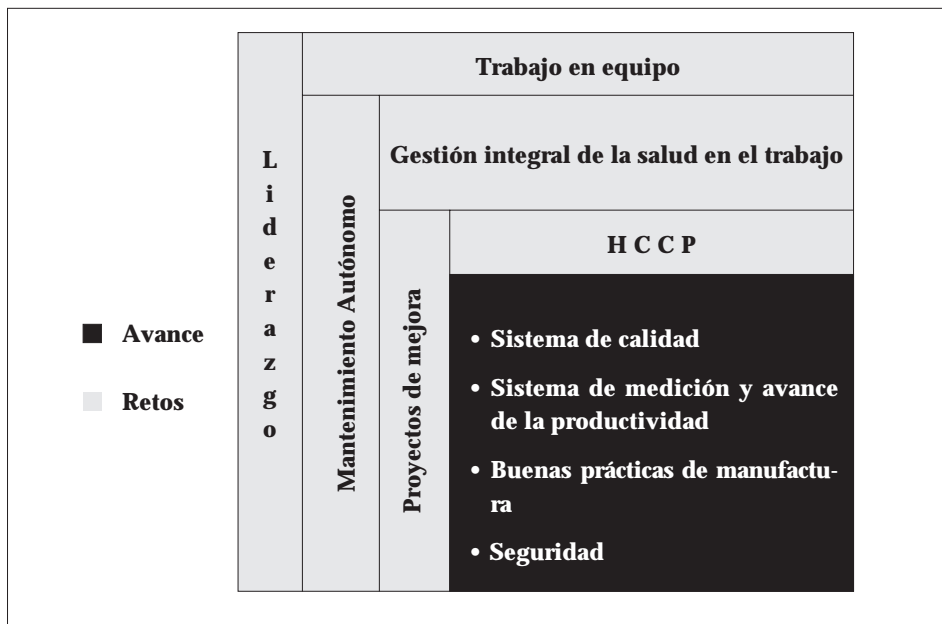 Trabajo en equipo
Liderazgo
Mantenimiento Autónomo
Gestión integral de la salud en el trabajo
Proyectos de mejora
H C C P
• Sistema de calidad
• Sistema de medición y avance
de la productividad
• Buenas prácticas de manufactu-
ra
• Seguridad
Avance
Retos